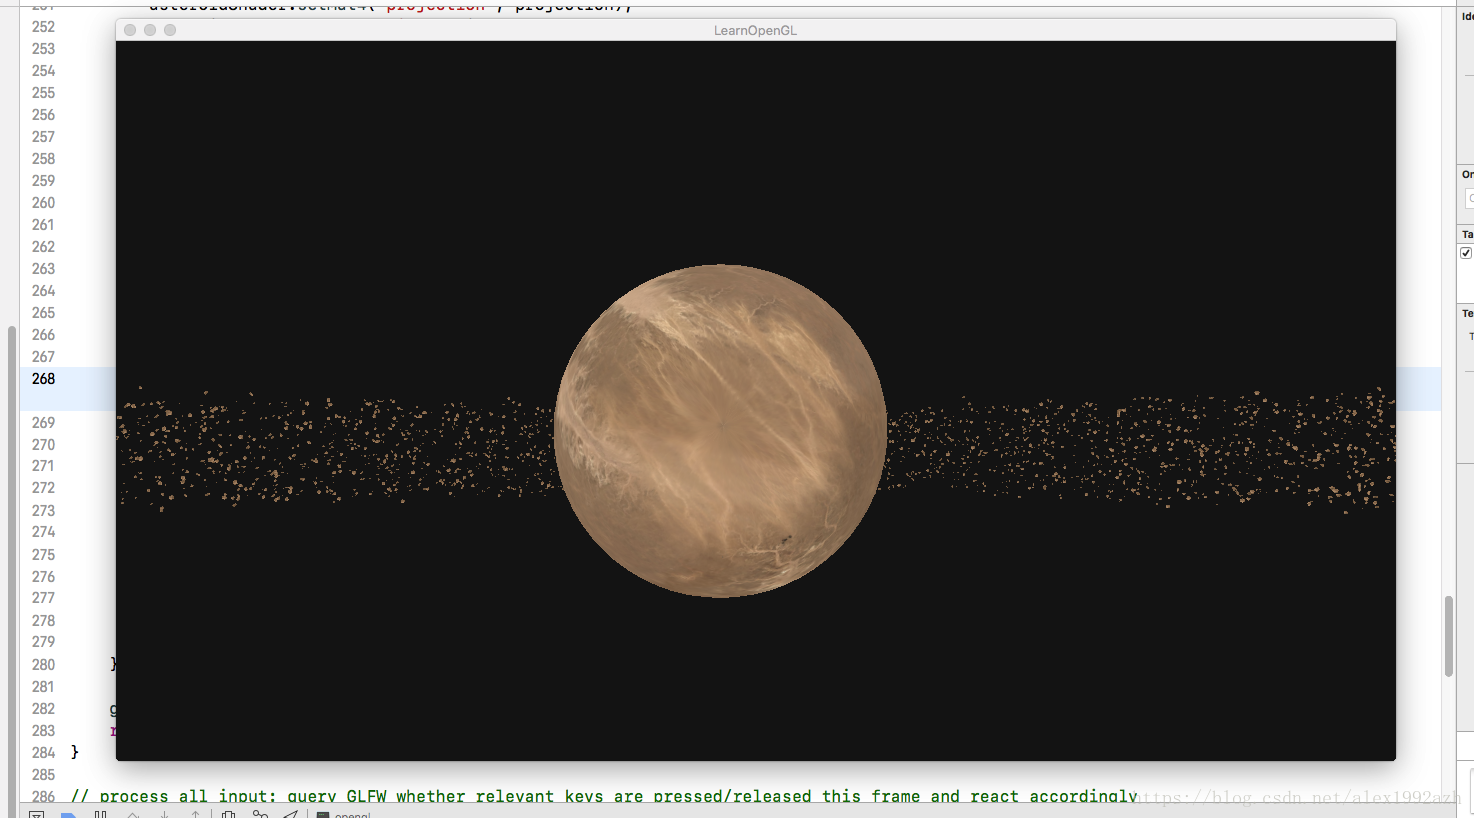 251 asteroidShader.setMat4("projection", projection);
252
LearnOpenGL
253
254
255
256
257
258
259
260
261
262
263
264
265
266
267
268
269
270
271
272
273
274
275
276
277
278
279
280 }
281
282 g
283 r
284 }
285
286 // process all input: query GLFW whether relevant keys are pressed/released this frame and react accordingly
opengl
https://blog.csdn.net/alex1992azh
Ide
On
Ta
Te
T